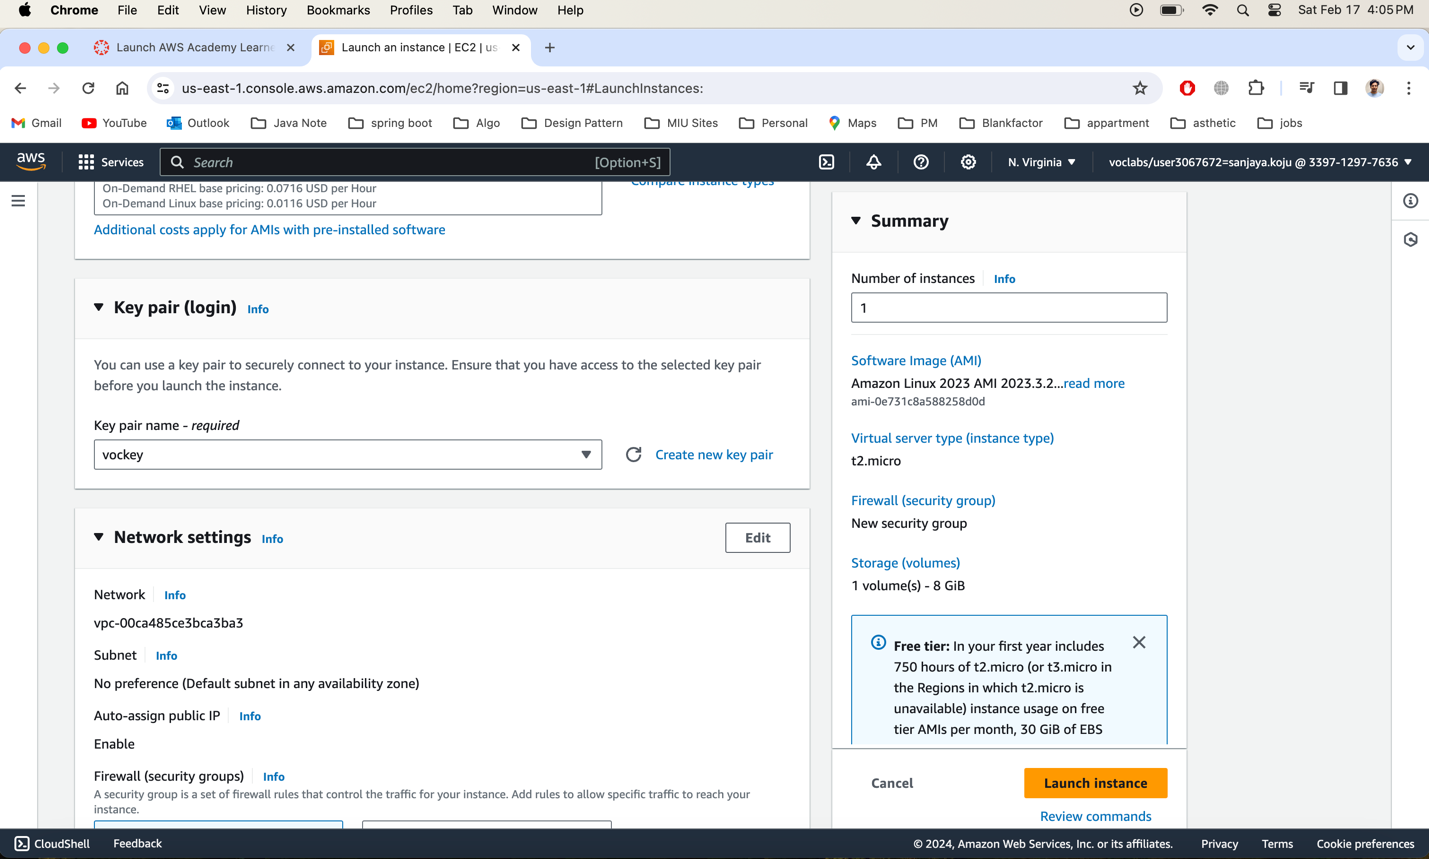 Chrome File Edit View History Bookmarks Profiles Tab Window Help Sat Feb 17 4:05 PM
Launch AWS Academy Learne Launch an instance | EC2 | us
us-east-1.console.aws.amazon.com/ec2/home?region=us-east-1#LaunchInstances:
Gmail YouTube Outlook Java Note spring boot Algo Design Pattern MIU Sites Personal Maps PM Blankfactor appartment asthetic jobs
aws Services Search [Option+S] N. Virginia voclabs/user3067672=sanjaya.koju @ 3397-1297-7636
On-Demand RHEL base pricing: 0.0716 USD per Hour
On-Demand Linux base pricing: 0.0116 USD per Hour
Compare instance types
Additional costs apply for AMIs with pre-installed software
Key pair (login) Info
You can use a key pair to securely connect to your instance. Ensure that you have access to the selected key pair
before you launch the instance.
Key pair name - required
vockey
Create new key pair
Network settings Info
Edit
Network Info
vpc-00ca485ce3bca3ba3
Subnet Info
No preference (Default subnet in any availability zone)
Auto-assign public IP Info
Enable
Firewall (security groups) Info
A security group is a set of firewall rules that control the traffic for your instance. Add rules to allow specific traffic to reach your
instance.
Summary
Number of instances Info
1
Software Image (AMI)
Amazon Linux 2023 AMI 2023.3.2...read more
ami-0e731c8a588258d0d
Virtual server type (instance type)
t2.micro
Firewall (security group)
New security group
Storage (volumes)
1 volume(s) - 8 GiB
Free tier: In your first year includes
750 hours of t2.micro (or t3.micro in
the Regions in which t2.micro is
unavailable) instance usage on free
tier AMIs per month, 30 GiB of EBS
Cancel
Launch instance
Review commands
CloudShell Feedback © 2024, Amazon Web Services, Inc. or its affiliates. Privacy Terms Cookie preferences